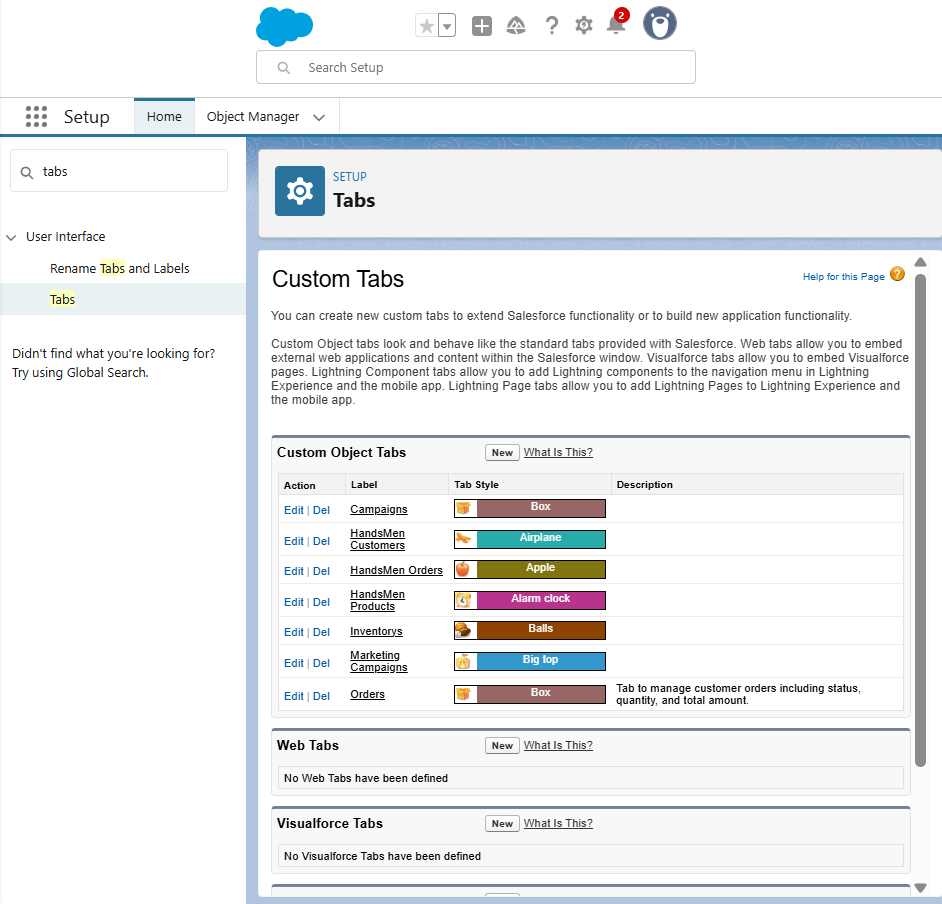 2
Search Setup
Setup
Home
Object Manager
tabs
User Interface
Rename Tabs and Labels
Tabs
Didn't find what you're looking for?
Try using Global Search.
SETUP
Tabs
Custom Tabs
Help for this Page ?
You can create new custom tabs to extend Salesforce functionality or to build new application functionality.
Custom Object tabs look and behave like the standard tabs provided with Salesforce. Web tabs allow you to embed
external web applications and content within the Salesforce window. Visualforce tabs allow you to embed Visualforce
pages. Lightning Component tabs allow you to add Lightning components to the navigation menu in Lightning
Experience and the mobile app. Lightning Page tabs allow you to add Lightning Pages to Lightning Experience and
the mobile app.
Custom Object Tabs New What Is This?
Action Label Tab Style Description
Edit | Del Campaigns Box
Edit | Del HandsMen
Customers Airplane
Edit | Del HandsMen Orders Apple
Edit | Del HandsMen
Products Alarm clock
Edit | Del Inventorys Balls
Edit | Del Marketing
Campaigns Big top
Edit | Del Orders Box Tab to manage customer orders including status,
quantity, and total amount.
Web Tabs New What Is This?
No Web Tabs have been defined
Visualforce Tabs New What Is This?
No Visualforce Tabs have been defined